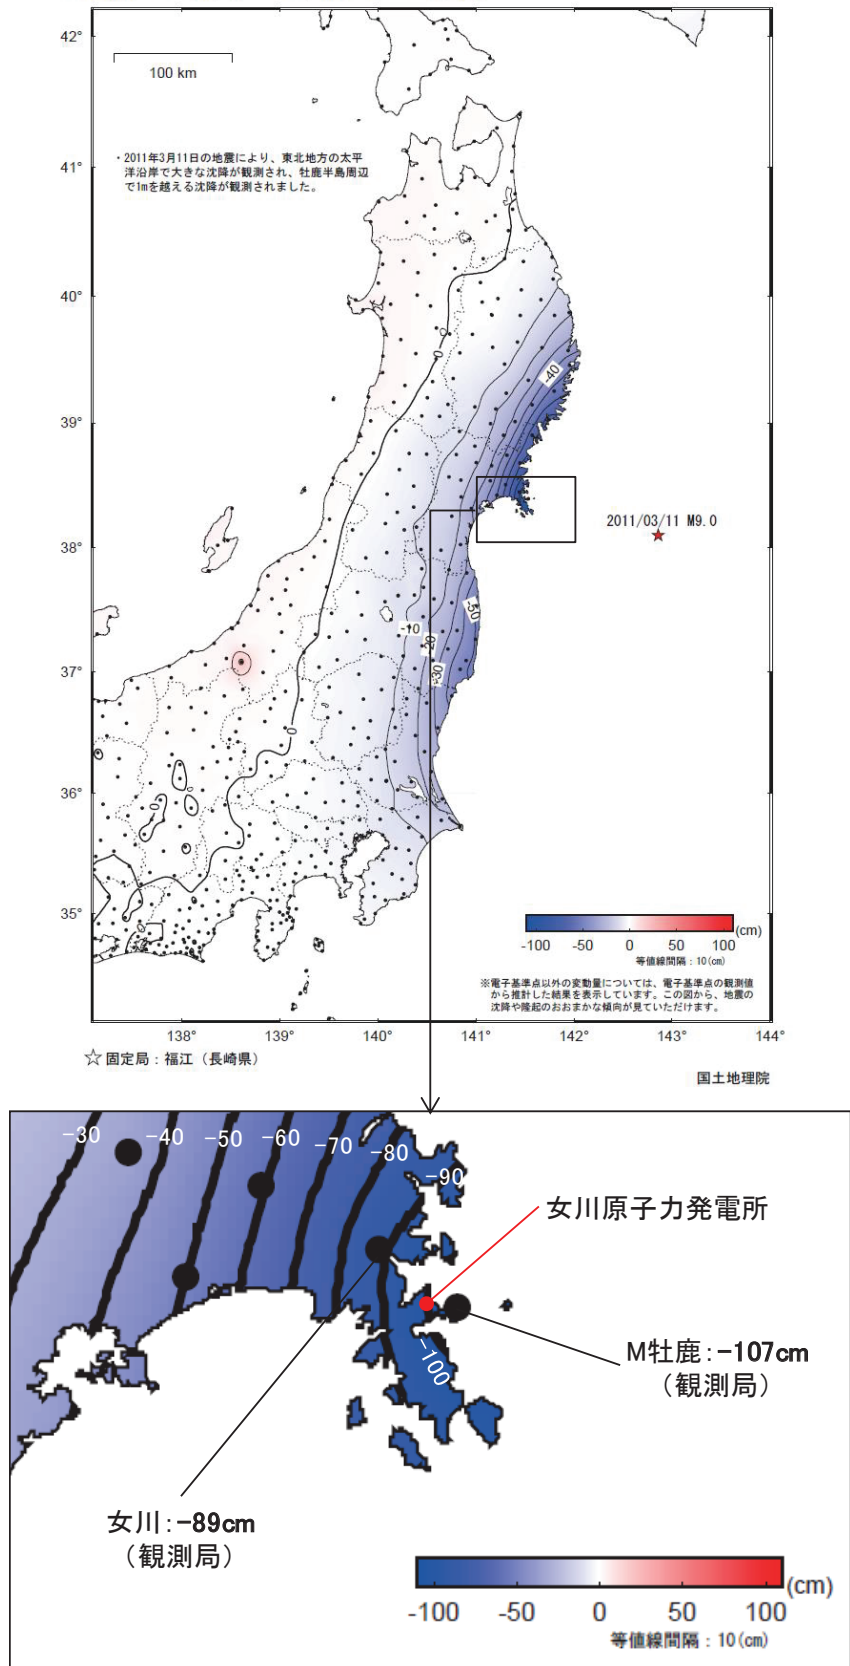 42°
100 km
・2011年3月11日の地震により、東北地方の太平
洋沿岸で大きな沈降が観測され、牡鹿半島周辺
で1mを越える沈降が観測されました。
41°
40°
0
-40
39°
2011/03/11 M9.0
38°
-50
-10
-20
-30
37°
0
36°
35°
(cm)
-100 -50 0 50 100
等値線間隔：10(cm)
※電子基準点以外の変動量については、電子基準点の観測値
から推計した結果を表示しています。この図から、地震の
沈降や隆起のおおまかな傾向が見ていただけます。
138° 139° 140° 141° 142° 143° 144°
☆ 固定局：福江（長崎県）
国土地理院
-30 -40 -50 -60 -70 -80 -90
女川原子力発電所
M牡鹿：-107cm
（観測局）
-100
女川：-89cm
（観測局）
(cm)
-100 -50 0 50 100
等値線間隔：10(cm)